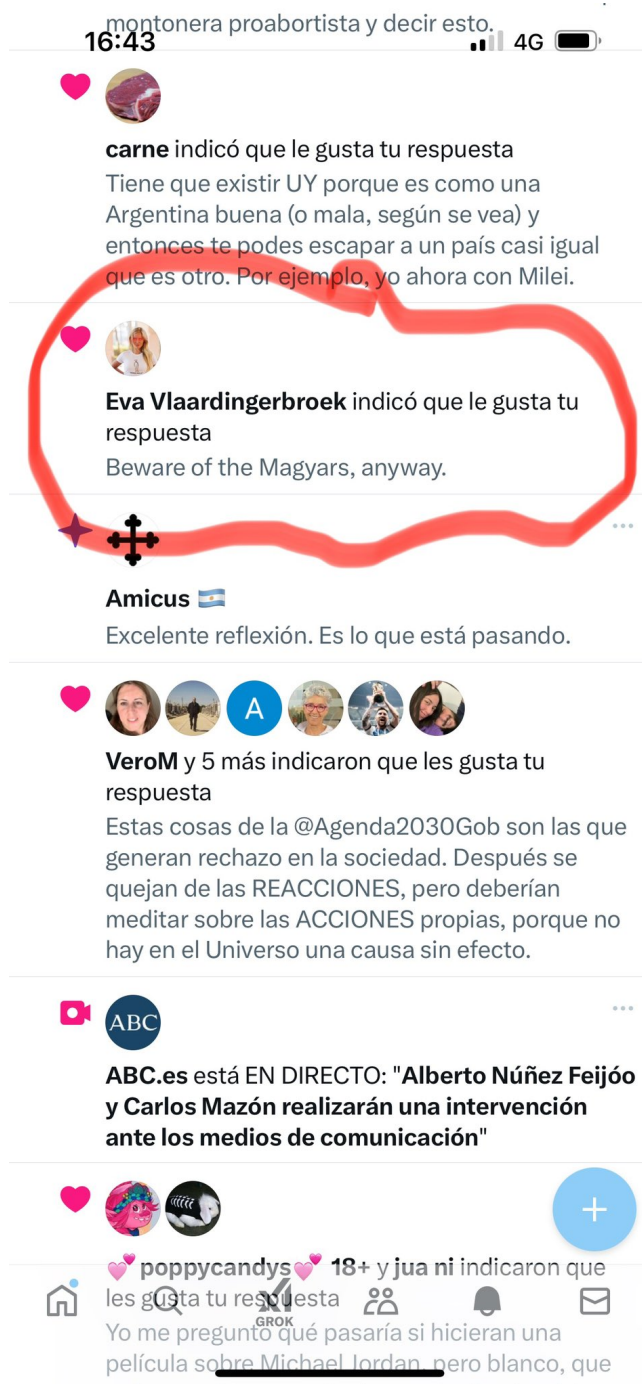 montonera proabortista y decir esto.
16:43
4G
carne indicó que le gusta tu respuesta
Tiene que existir UY porque es como una
Argentina buena (o mala, según se vea) y
entonces te podes escapar a un país casi igual
que es otro. Por ejemplo, yo ahora con Milei.
Eva Vlaardingerbroek indicó que le gusta tu
respuesta
Beware of the Magyars, anyway.
Amicus 🇦🇷
Excelente reflexión. Es lo que está pasando.
A
VeroM y 5 más indicaron que les gusta tu
respuesta
Estas cosas de la @Agenda2030Gob son las que
generan rechazo en la sociedad. Después se
quejan de las REACCIONES, pero deberían
meditar sobre las ACCIONES propias, porque no
hay en el Universo una causa sin efecto.
ABC
ABC.es está EN DIRECTO: "Alberto Núñez Feijóo
y Carlos Mazón realizarán una intervención
ante los medios de comunicación"
💕poppycandys💕 18+ y jua ni indicaron que
les gusta tu respuesta
GROK
Yo me pregunto qué pasaría si hicieran una
película sobre Michael Jordan, pero blanco, que